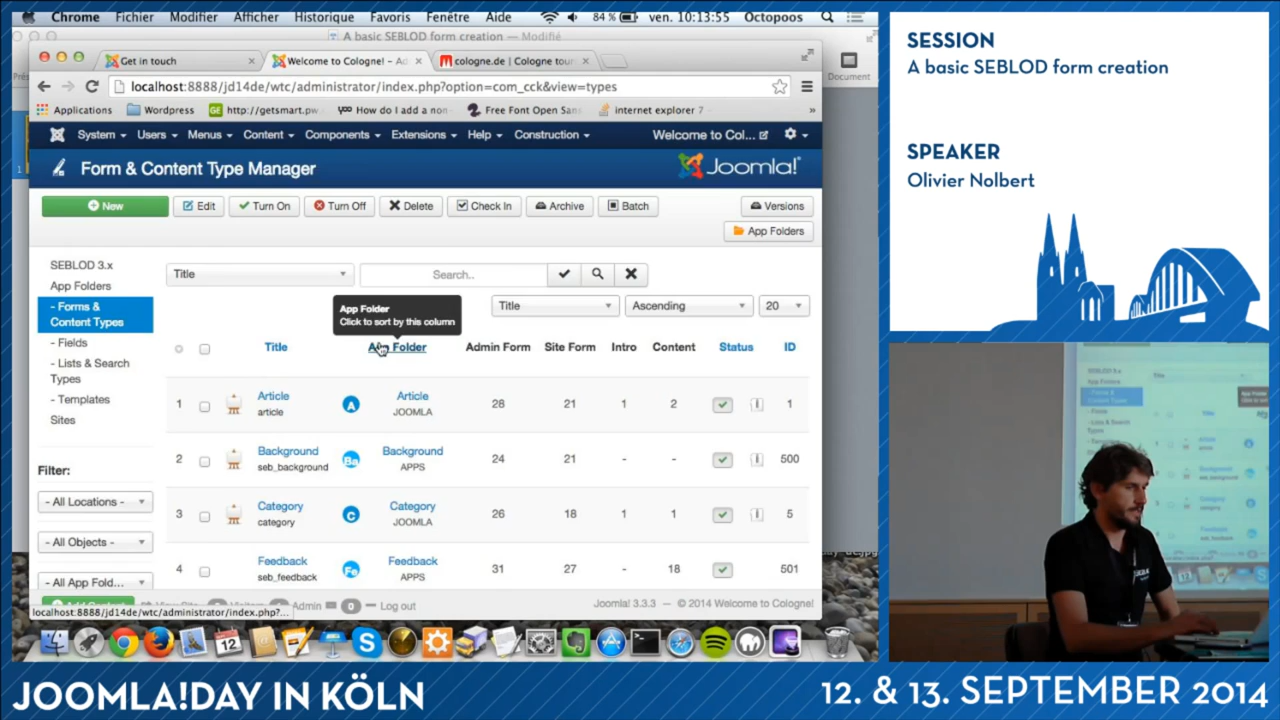 Chrome Fichier Modifier Afficher Historique Favoris Fenêtre Aide 84 % ven. 10:13:55 Octopoos
A basic SEBLOD form creation — Modifié
Get in touch
Welcome to Cologne! – Ad
cologne.de | Cologne tour
Document
localhost:8888/jd14de/wtc/administrator/index.php?option=com_cck&view=types
Applications Wordpress http://getsmart.pw How do I add a non- Free Font Open Sans internet explorer 7 »
System Users Menus Content Components Extensions Help Construction Welcome to Col...
Form & Content Type Manager
Joomla!
New Edit Turn On Turn Off Delete Check In Archive Batch Versions
App Folders
SEBLOD 3.x
App Folders
- Forms &
Content Types
- Fields
- Lists & Search
Types
- Templates
Sites
Filter:
- All Locations -
- All Objects -
- All App Fold...
Title Search..
App Folder
Click to sort by this column
Title Ascending 20
Title App Folder Admin Form Site Form Intro Content Status ID
1 Article A Article 28 21 1 2 1
article JOOMLA
2 Background Ba Background 24 21 - - 500
seb_background APPS
3 Category C Category 26 18 1 1 5
category JOOMLA
4 Feedback Fe Feedback 31 27 - 18 501
seb_feedback APPS
localhost:8888/jd14de/wtc/administrator/index.php?...
Admin 0 Log out
Joomla! 3.3.3 — © 2014 Welcome to Cologne!
12
SESSION
A basic SEBLOD form creation
SPEAKER
Olivier Nolbert
JOOMLA!DAY IN KÖLN
12. & 13. SEPTEMBER 2014